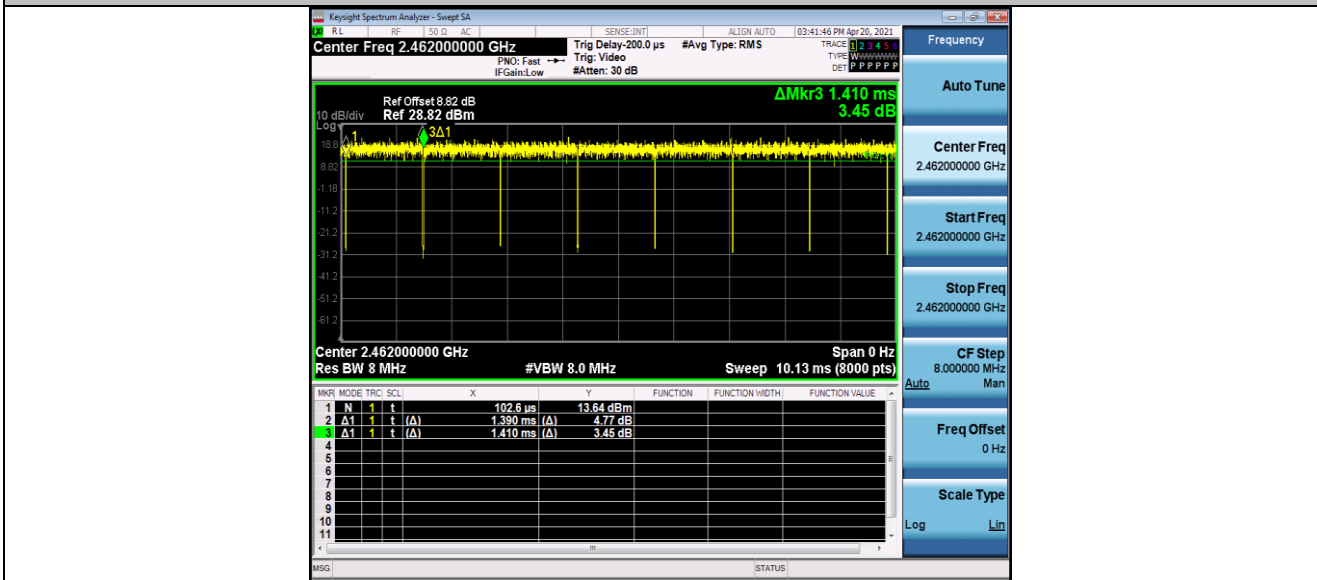 Keysight Spectrum Analyzer - Swept SA
RL RF 50 Ω AC SENSE:INT ALIGN AUTO 03:41:46 PM Apr 20, 2021
Center Freq 2.462000000 GHz
PNO: Fast
IFGain:Low
Trig Delay-200.0 µs
Trig: Video
#Atten: 30 dB
#Avg Type: RMS
TRACE 1 2 3 4 5 6
TYPE WWWWWW
DET P P P P P P
Frequency
ΔMkr3 1.410 ms
3.45 dB
Ref Offset 8.82 dB
10 dB/div Ref 28.82 dBm
Log
1
3Δ1
18.8
8.82
-1.18
-11.2
-21.2
-31.2
-41.2
-51.2
-61.2
Center 2.462000000 GHz Span 0 Hz
Res BW 8 MHz #VBW 8.0 MHz Sweep 10.13 ms (8000 pts)
MKR MODE TRC SCL X Y FUNCTION FUNCTION WIDTH FUNCTION VALUE
1 N 1 t 102.6 µs 13.64 dBm
2 Δ1 1 t (Δ) 1.390 ms (Δ) 4.77 dB
3 Δ1 1 t (Δ) 1.410 ms (Δ) 3.45 dB
4
5
6
7
8
9
10
11
MSG STATUS
Auto Tune
Center Freq
2.462000000 GHz
Start Freq
2.462000000 GHz
Stop Freq
2.462000000 GHz
CF Step
8.000000 MHz
Auto Man
Freq Offset
0 Hz
Scale Type
Log Lin